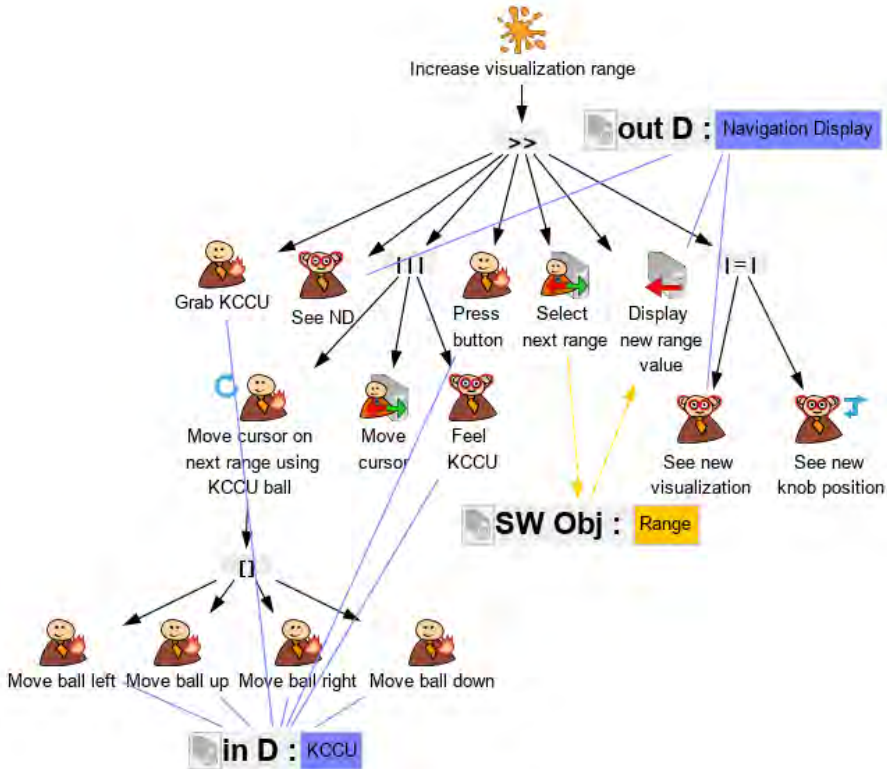 Increase visualization range
>>
out D : Navigation Display
Grab KCCU
See ND
|||
Press
button
Select
next range
Display
new range
value
|=|
Move cursor on
next range using
KCCU ball
Move
cursor
Feel
KCCU
See new
visualization
See new
knob position
SW Obj : Range
[]
Move ball left
Move ball up
Move ball right
Move ball down
in D : KCCU